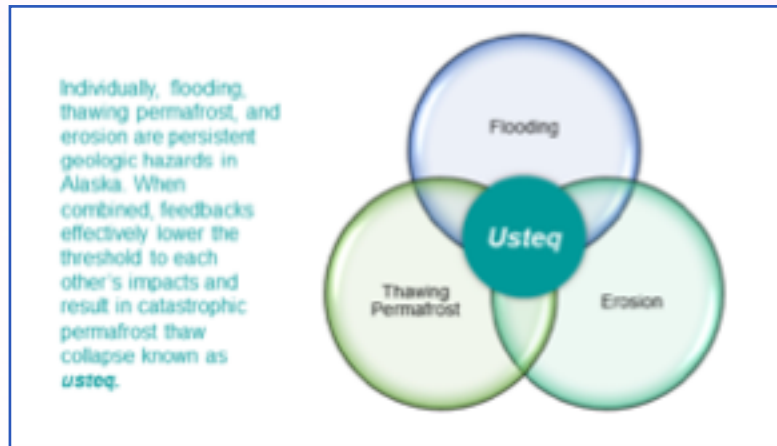 Individually, flooding,
thawing permafrost, and
erosion are persistent
geologic hazards in
Alaska. When
combined, feedbacks
effectively lower the
threshold to each
other's impacts and
result in catastrophic
permafrost thaw
collapse known as
usteq.
Flooding
Usteq
Thawing
Permafrost
Erosion